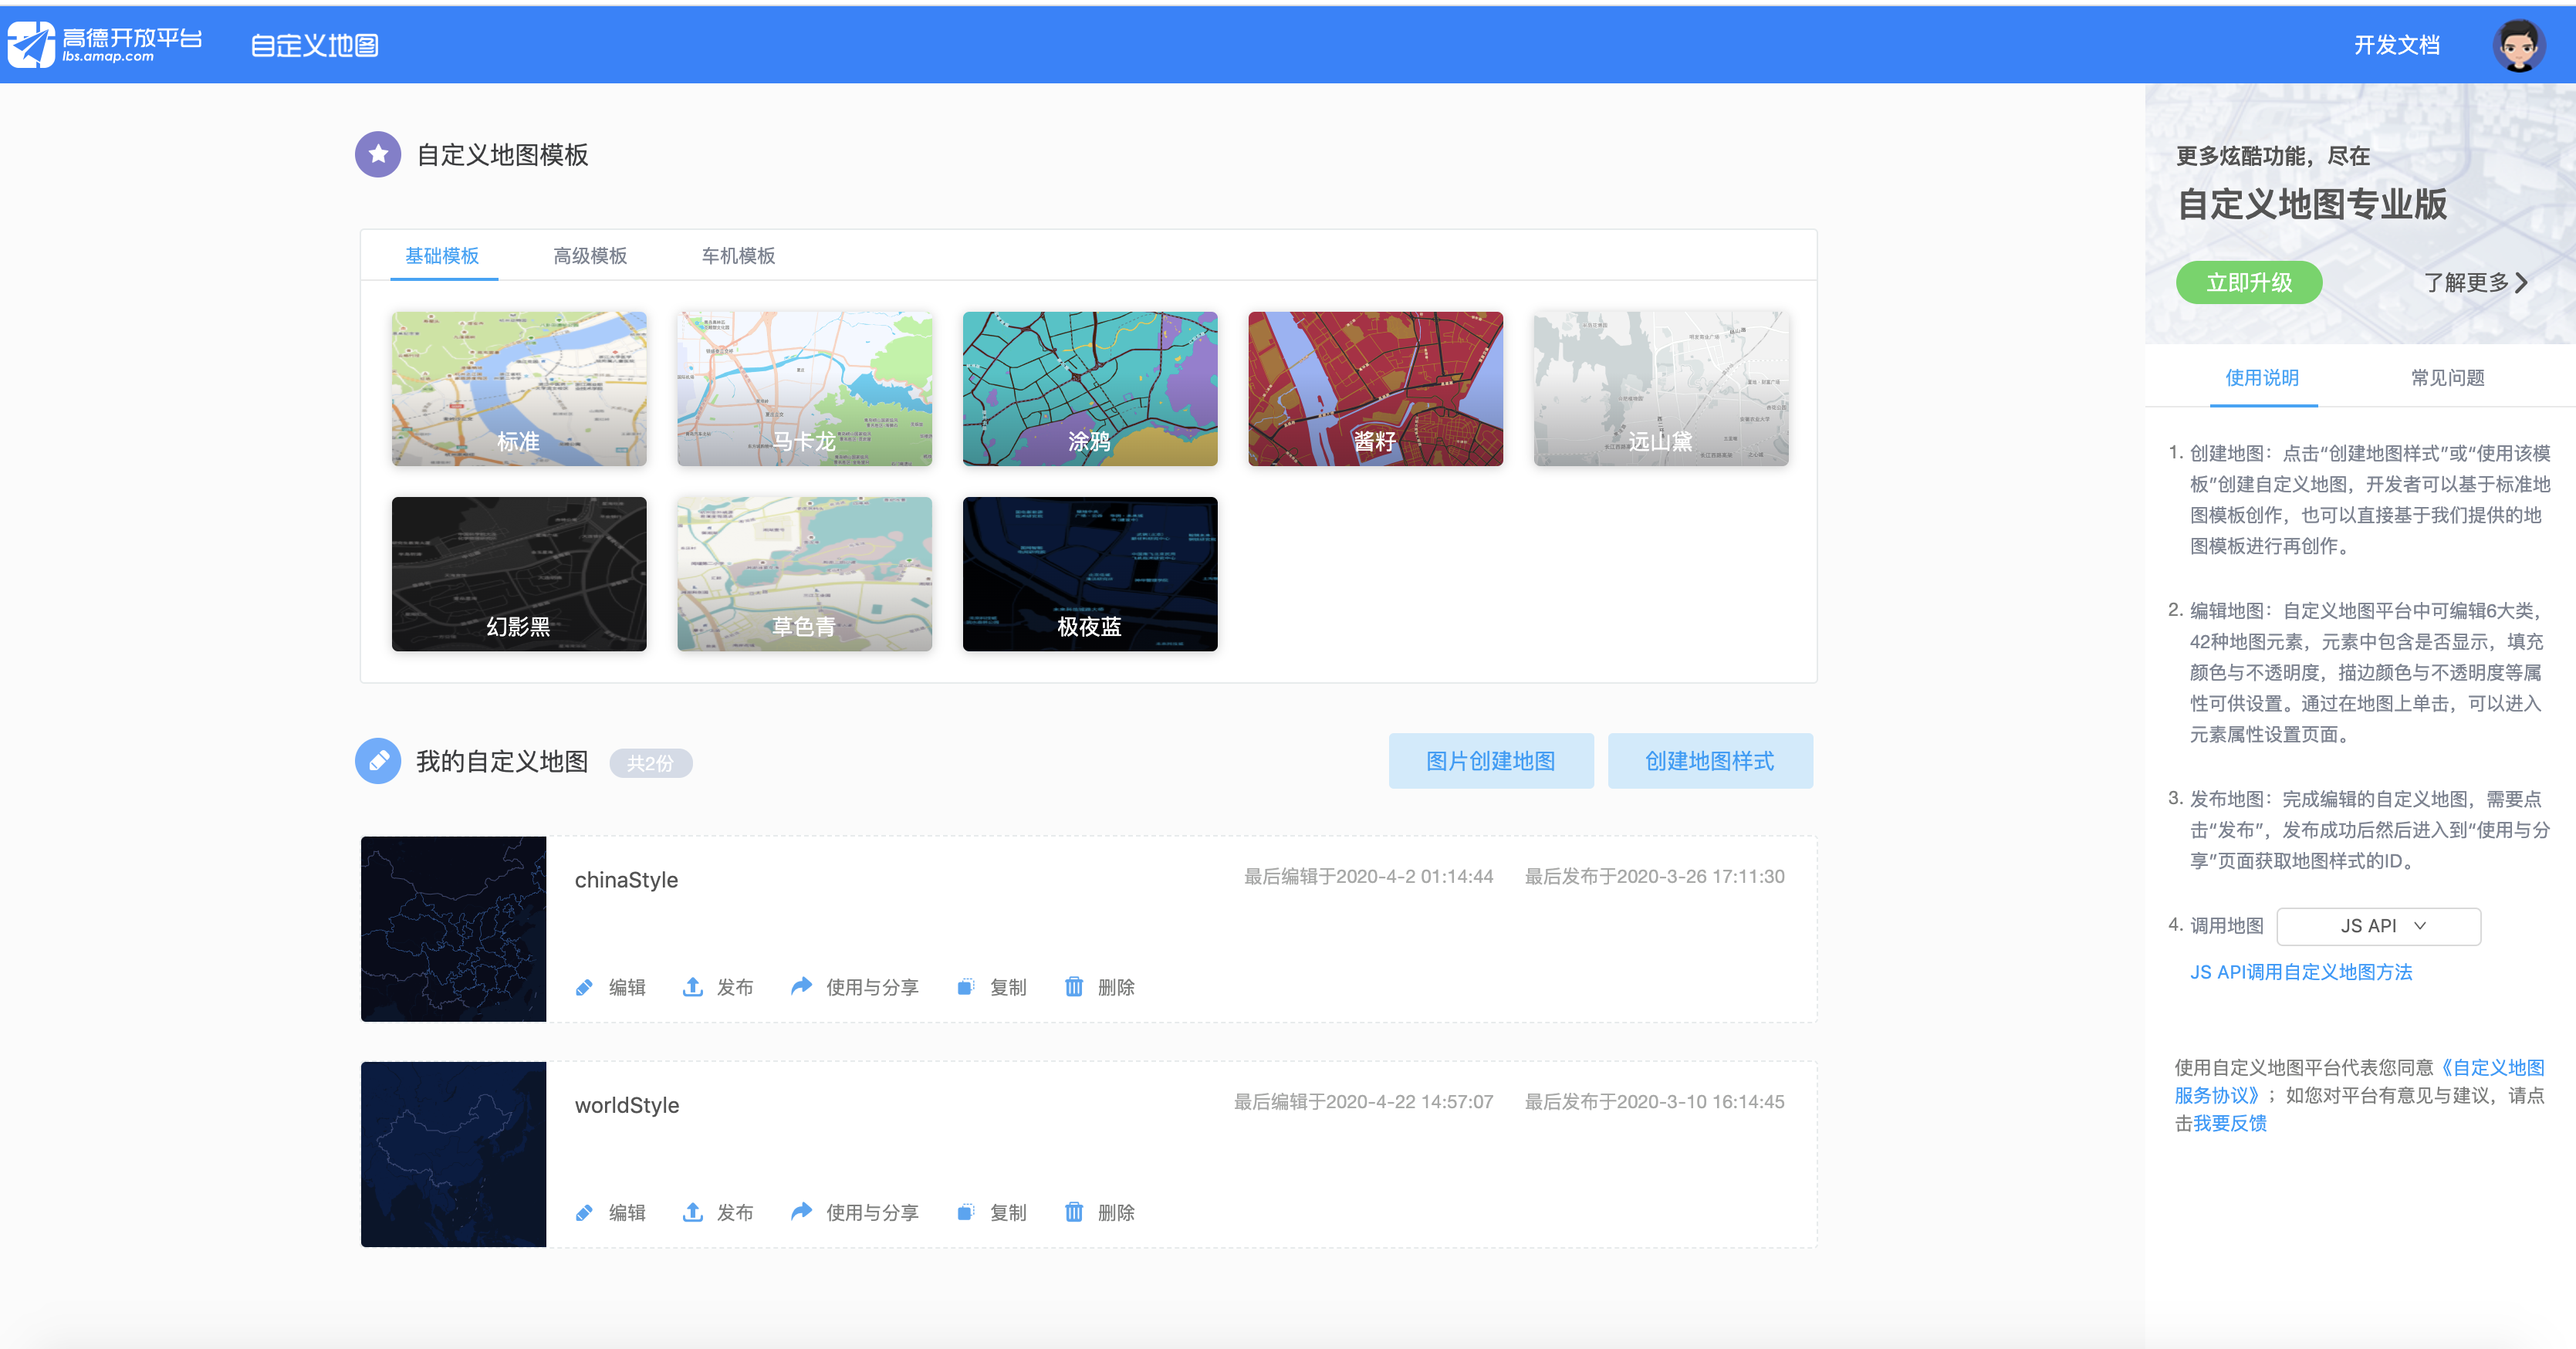 高德开放平台
lbs.amap.com
自定义地图
开发文档
自定义地图模板
基础模板 高级模板 车机模板
标准 马卡龙 涂鸦 酱籽 远山黛
幻影黑 草色青 极夜蓝
我的自定义地图 共2份 图片创建地图 创建地图样式
chinaStyle 最后编辑于2020-4-2 01:14:44 最后发布于2020-3-26 17:11:30
编辑 发布 使用与分享 复制 删除
worldStyle 最后编辑于2020-4-22 14:57:07 最后发布于2020-3-10 16:14:45
编辑 发布 使用与分享 复制 删除
更多炫酷功能，尽在
自定义地图专业版
立即升级 了解更多
使用说明 常见问题
1. 创建地图：点击“创建地图样式”或“使用该模
板”创建自定义地图，开发者可以基于标准地
图模板创作，也可以直接基于我们提供的地
图模板进行再创作。
2. 编辑地图：自定义地图平台中可编辑6大类，
42种地图元素，元素中包含是否显示，填充
颜色与不透明度，描边颜色与不透明度等属
性可供设置。通过在地图上单击，可以进入
元素属性设置页面。
3. 发布地图：完成编辑的自定义地图，需要点
击“发布”，发布成功后然后进入到“使用与分
享”页面获取地图样式的ID。
4. 调用地图 JS API
JS API调用自定义地图方法
使用自定义地图平台代表您同意《自定义地图
服务协议》；如您对平台有意见与建议，请点
击我要反馈